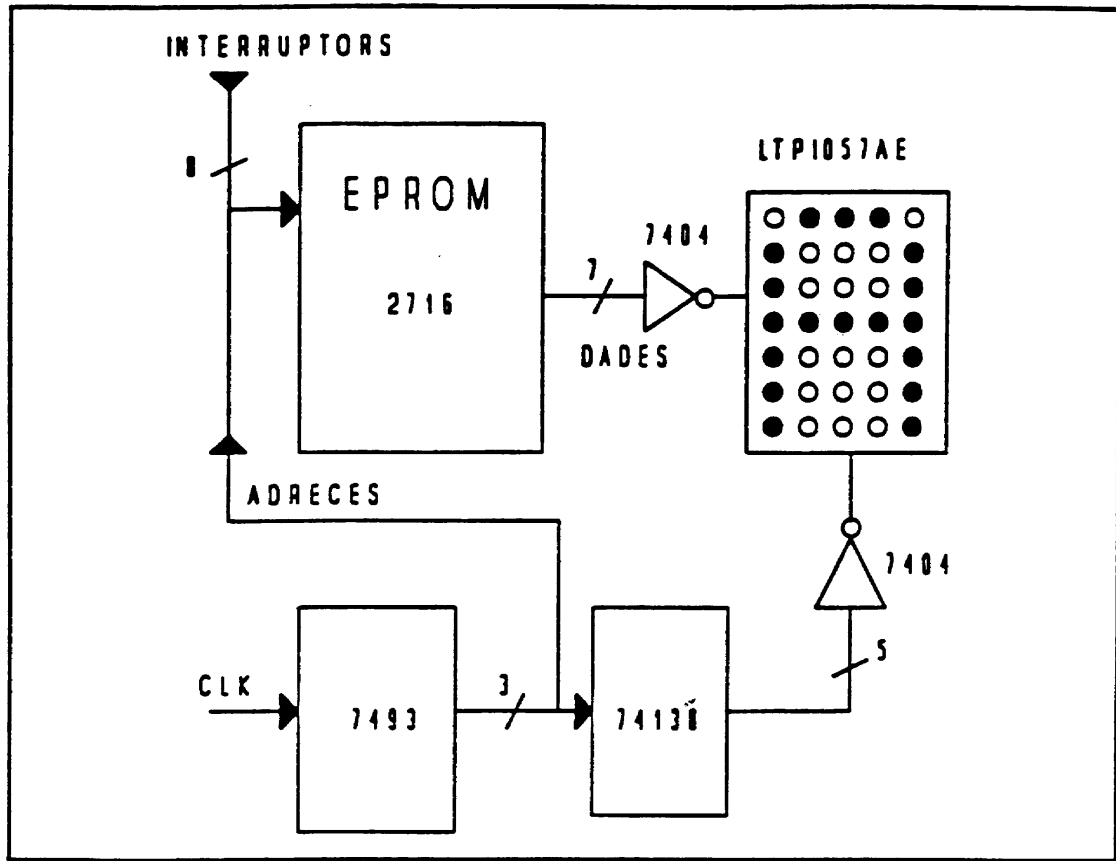 INTERRUPTORS
8
EPROM
2716
LTP1057AE
7404
7
DADES
ADRECES
7404
5
CLK
7493
3
74138